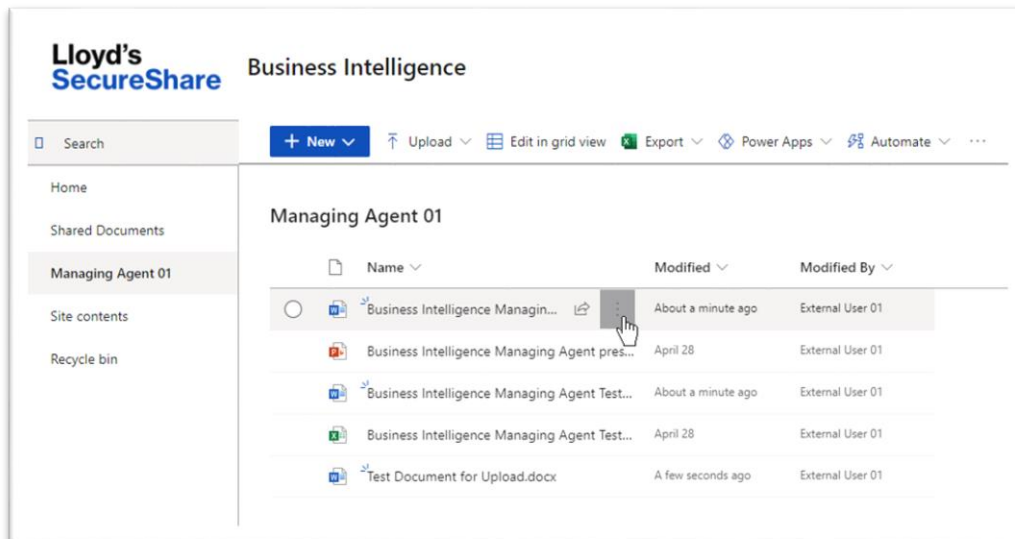 Lloyd's
SecureShare
Business Intelligence
Search
New
Upload
Edit in grid view
Export
Power Apps
Automate
Home
Shared Documents
Managing Agent 01
Site contents
Recycle bin
Managing Agent 01
Name
Modified
Modified By
Business Intelligence Managin...
About a minute ago
External User 01
Business Intelligence Managing Agent pres...
April 28
External User 01
Business Intelligence Managing Agent Test...
About a minute ago
External User 01
Business Intelligence Managing Agent Test...
April 28
External User 01
Test Document for Upload.docx
A few seconds ago
External User 01